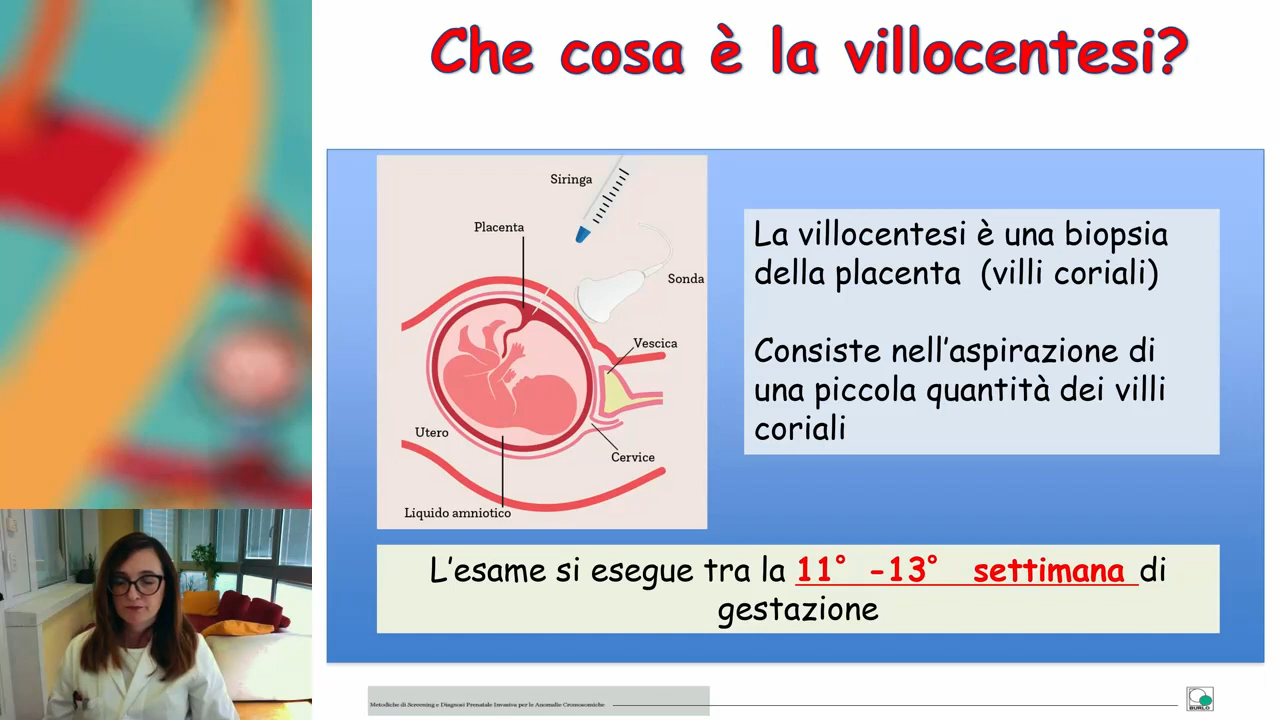 Che cosa è la villocentesi?
Siringa
Placenta
Sonda
Vescica
Utero
Cervice
Liquido amniotico
La villocentesi è una biopsia
della placenta (villi coriali)
Consiste nell'aspirazione di
una piccola quantità dei villi
coriali
L'esame si esegue tra la 11° -13° settimana di
gestazione
Metodiche di Screening e Diagnosi Prenatale Invasiva per le Anomalie Cromosomiche
BURLO